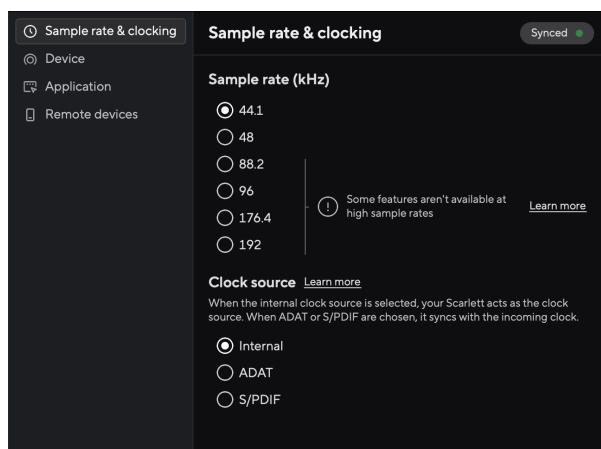 Sample rate & clocking
Device
Application
Remote devices
Sample rate & clocking
Synced
Sample rate (kHz)
44.1
48
88.2
96
176.4
192
Some features aren't available at
high sample rates
Learn more
Clock source Learn more
When the internal clock source is selected, your Scarlett acts as the clock
source. When ADAT or S/PDIF are chosen, it syncs with the incoming clock.
Internal
ADAT
S/PDIF